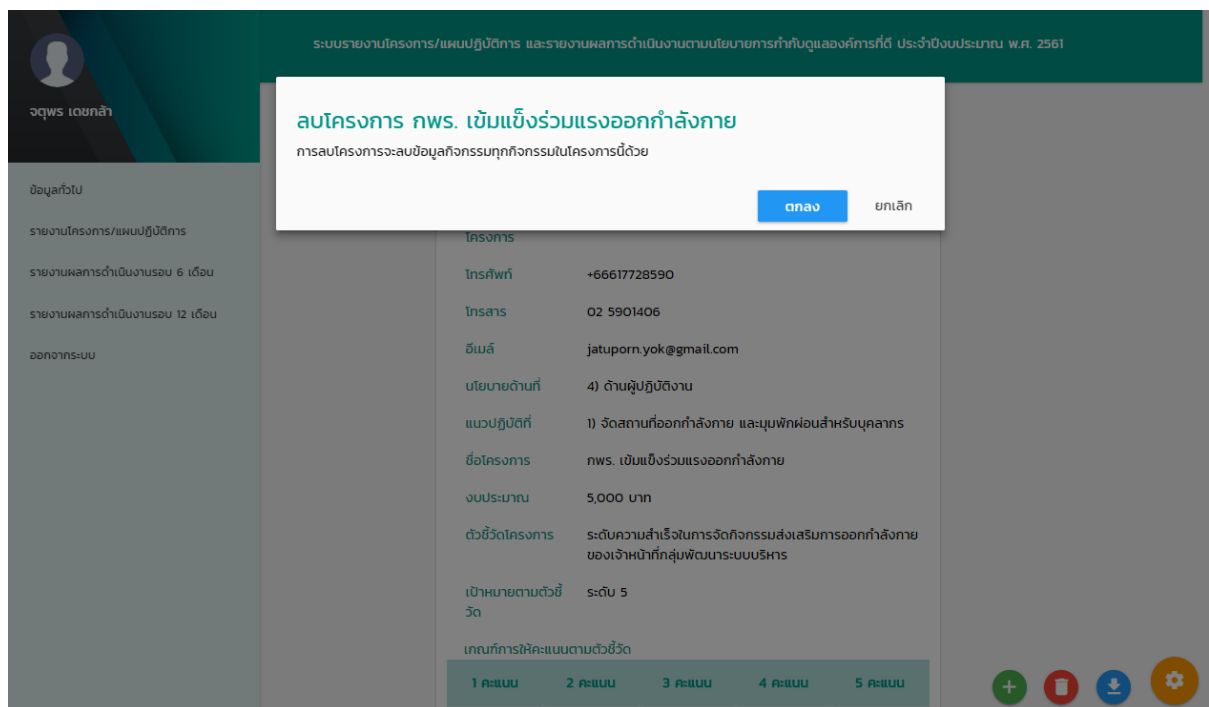 ระบบรายงานโครงการ/แผนปฏิบัติการ และรายงานผลการดำเนินงานตามนโยบายการกำกับดูแลองค์การที่ดี ประจำปีงบประมาณ พ.ศ. 2561
จตุพร เดชกล้า
ข้อมูลทั่วไป
รายงานโครงการ/แผนปฏิบัติการ
รายงานผลการดำเนินงานรอบ 6 เดือน
รายงานผลการดำเนินงานรอบ 12 เดือน
ออกจากระบบ
ลบโครงการ กพร. เข้มแข็งร่วมแรงออกกำลังกาย
การลบโครงการจะลบข้อมูลกิจกรรมทุกกิจกรรมในโครงการนี้ด้วย
ตกลง ยกเลิก
โครงการ
โทรศัพท์ +66617728590
โทรสาร 02 5901406
อีเมล์ jatuporn.yok@gmail.com
นโยบายด้านที่ 4) ด้านผู้ปฏิบัติงาน
แนวปฏิบัติที่ 1) จัดสถานที่ออกกำลังกาย และมุมพักผ่อนสำหรับบุคลากร
ชื่อโครงการ กพร. เข้มแข็งร่วมแรงออกกำลังกาย
งบประมาณ 5,000 บาท
ตัวชี้วัดโครงการ ระดับความสำเร็จในการจัดกิจกรรมส่งเสริมการออกกำลังกาย
ของเจ้าหน้าที่กลุ่มพัฒนาระบบบริหาร
เป้าหมายตามตัวชี้ ระดับ 5
วัด
เกณฑ์การให้คะแนนตามตัวชี้วัด
1 คะแนน 2 คะแนน 3 คะแนน 4 คะแนน 5 คะแนน